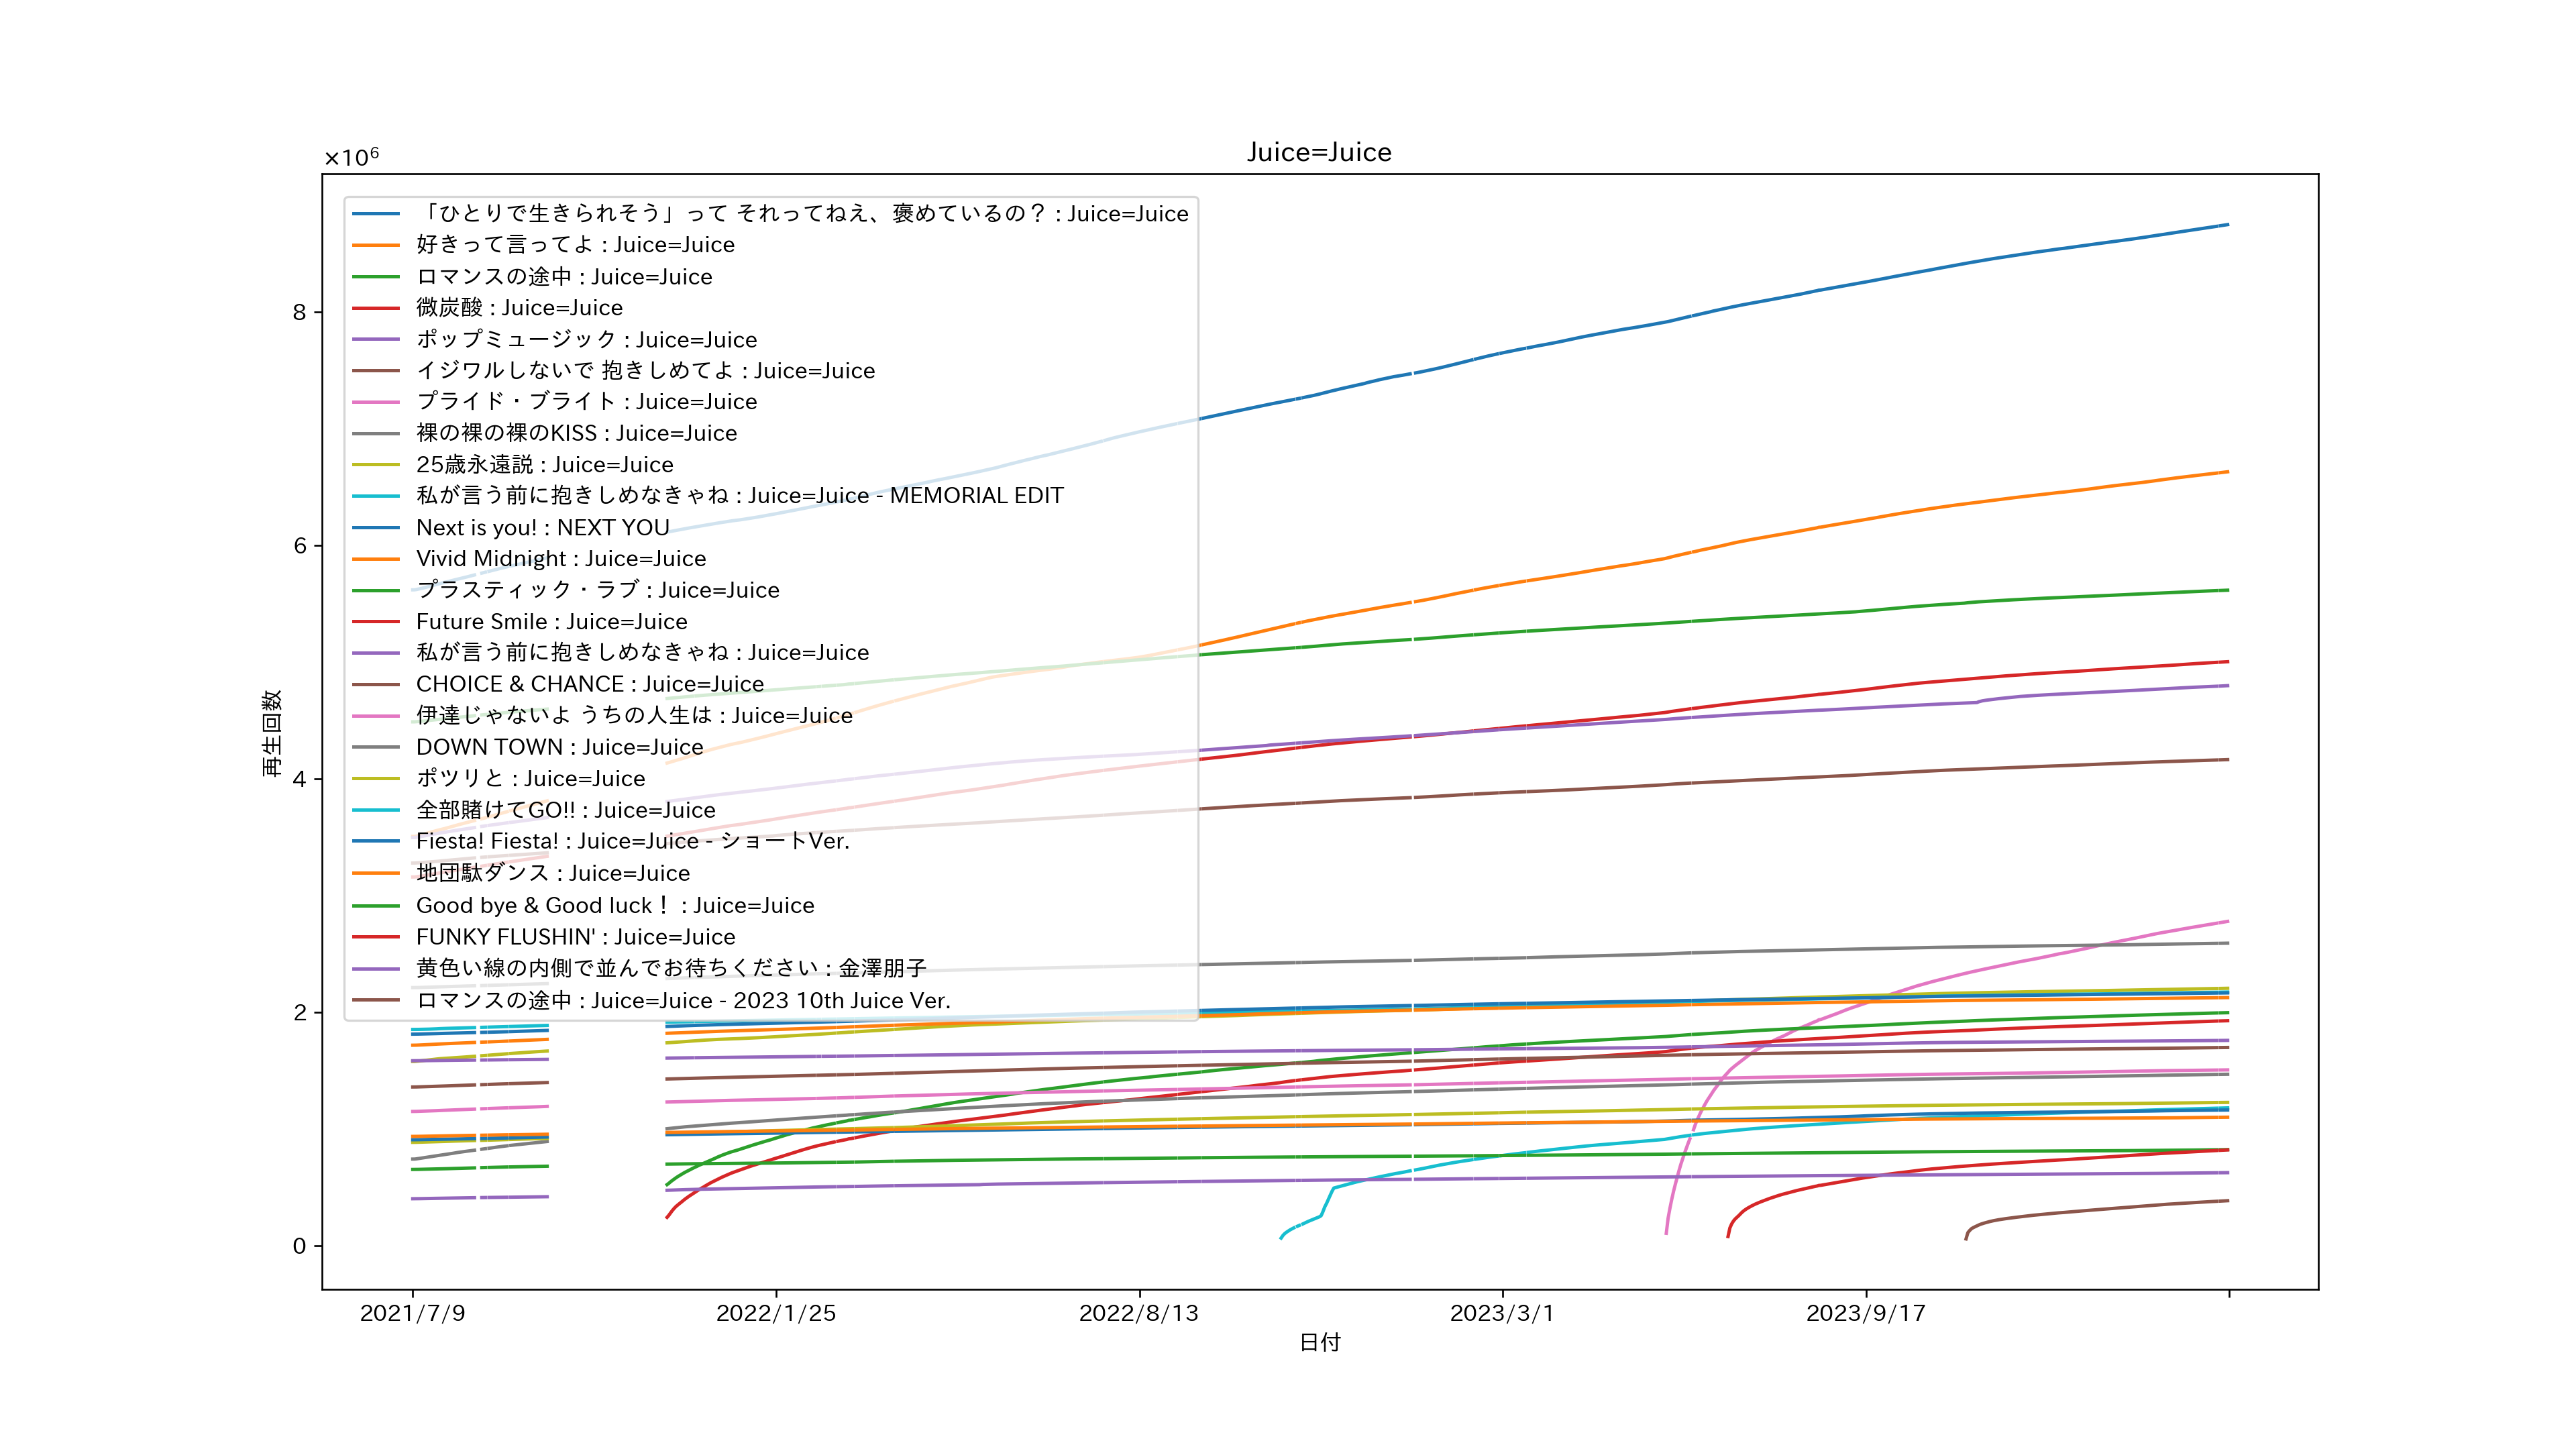 Juice=Juice
×10⁶
8
6
4
2
0
再生回数
「ひとりで生きられそう」って それってねえ、褒めているの？ : Juice=Juice
好きって言ってよ : Juice=Juice
ロマンスの途中 : Juice=Juice
微炭酸 : Juice=Juice
ポップミュージック : Juice=Juice
イジワルしないで 抱きしめてよ : Juice=Juice
プライド・ブライト : Juice=Juice
裸の裸の裸のKISS : Juice=Juice
25歳永遠説 : Juice=Juice
私が言う前に抱きしめなきゃね : Juice=Juice - MEMORIAL EDIT
Next is you! : NEXT YOU
Vivid Midnight : Juice=Juice
プラスティック・ラブ : Juice=Juice
Future Smile : Juice=Juice
私が言う前に抱きしめなきゃね : Juice=Juice
CHOICE & CHANCE : Juice=Juice
伊達じゃないよ うちの人生は : Juice=Juice
DOWN TOWN : Juice=Juice
ポツリと : Juice=Juice
全部賭けてGO!! : Juice=Juice
Fiesta! Fiesta! : Juice=Juice - ショートVer.
地団駄ダンス : Juice=Juice
Good bye & Good luck！ : Juice=Juice
FUNKY FLUSHIN' : Juice=Juice
黄色い線の内側で並んでお待ちください : 金澤朋子
ロマンスの途中 : Juice=Juice - 2023 10th Juice Ver.
2021/7/9
2022/1/25
2022/8/13
2023/3/1
2023/9/17
日付